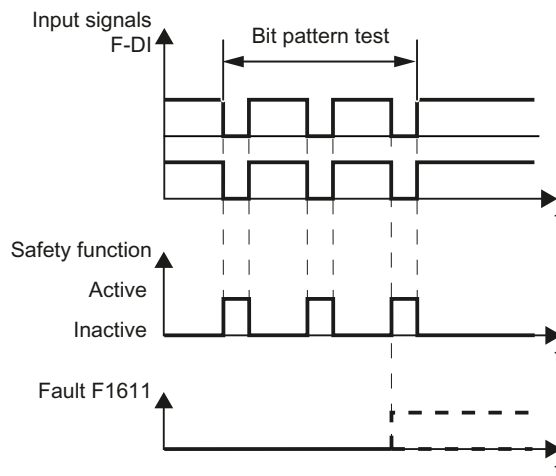 Input signals
F-DI
Bit pattern test
Safety function
Active
Inactive
Fault F1611